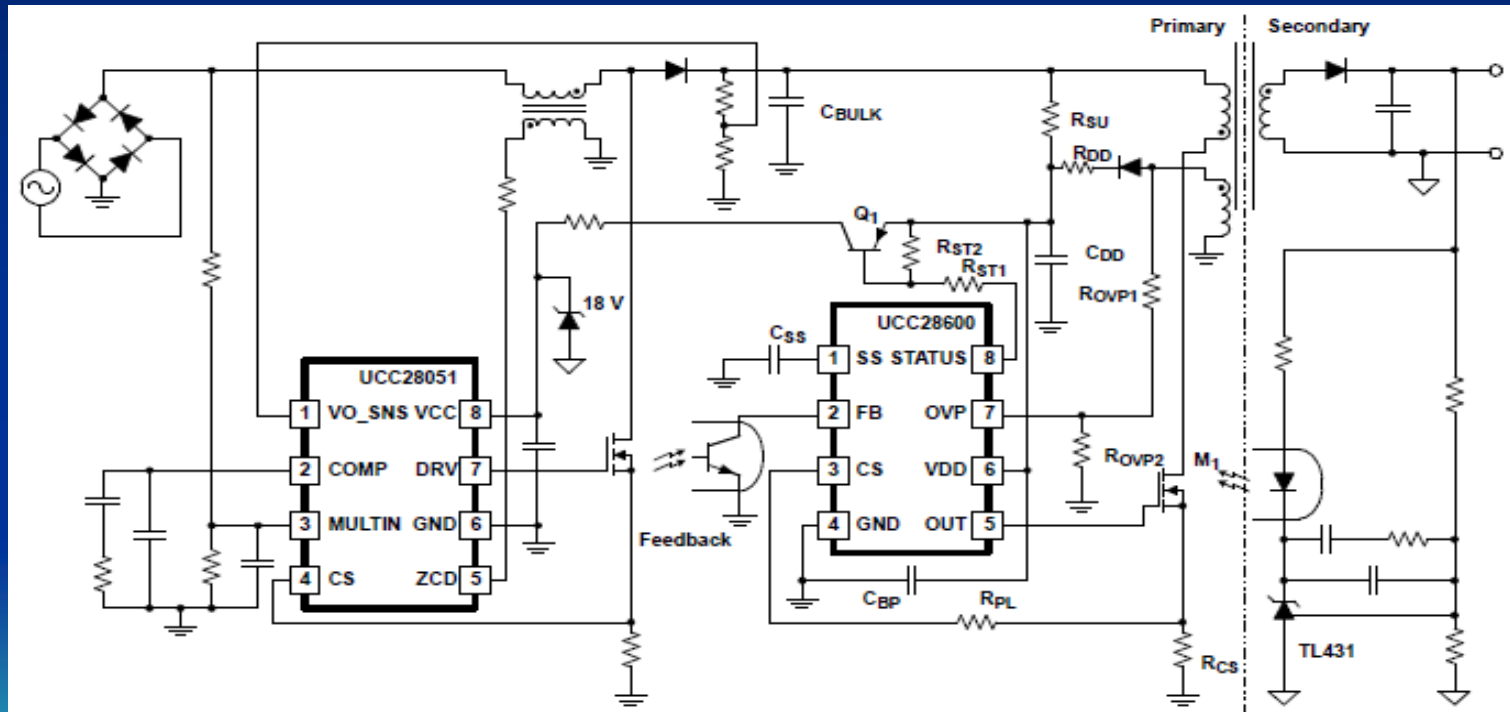 Primary
Secondary
CBULK
RSU
RDD
Q1
RST2
RST1
CDD
ROVP1
18 V
UCC28600
CSS
1 SS STATUS 8
UCC28051
1 VO_SNS VCC 8
2 FB OVP 7
2 COMP DRV 7
3 CS VDD 6
ROVP2
M1
3 MULTIN GND 6
4 GND OUT 5
Feedback
4 CS ZCD 5
CBP
RPL
RCS
TL431